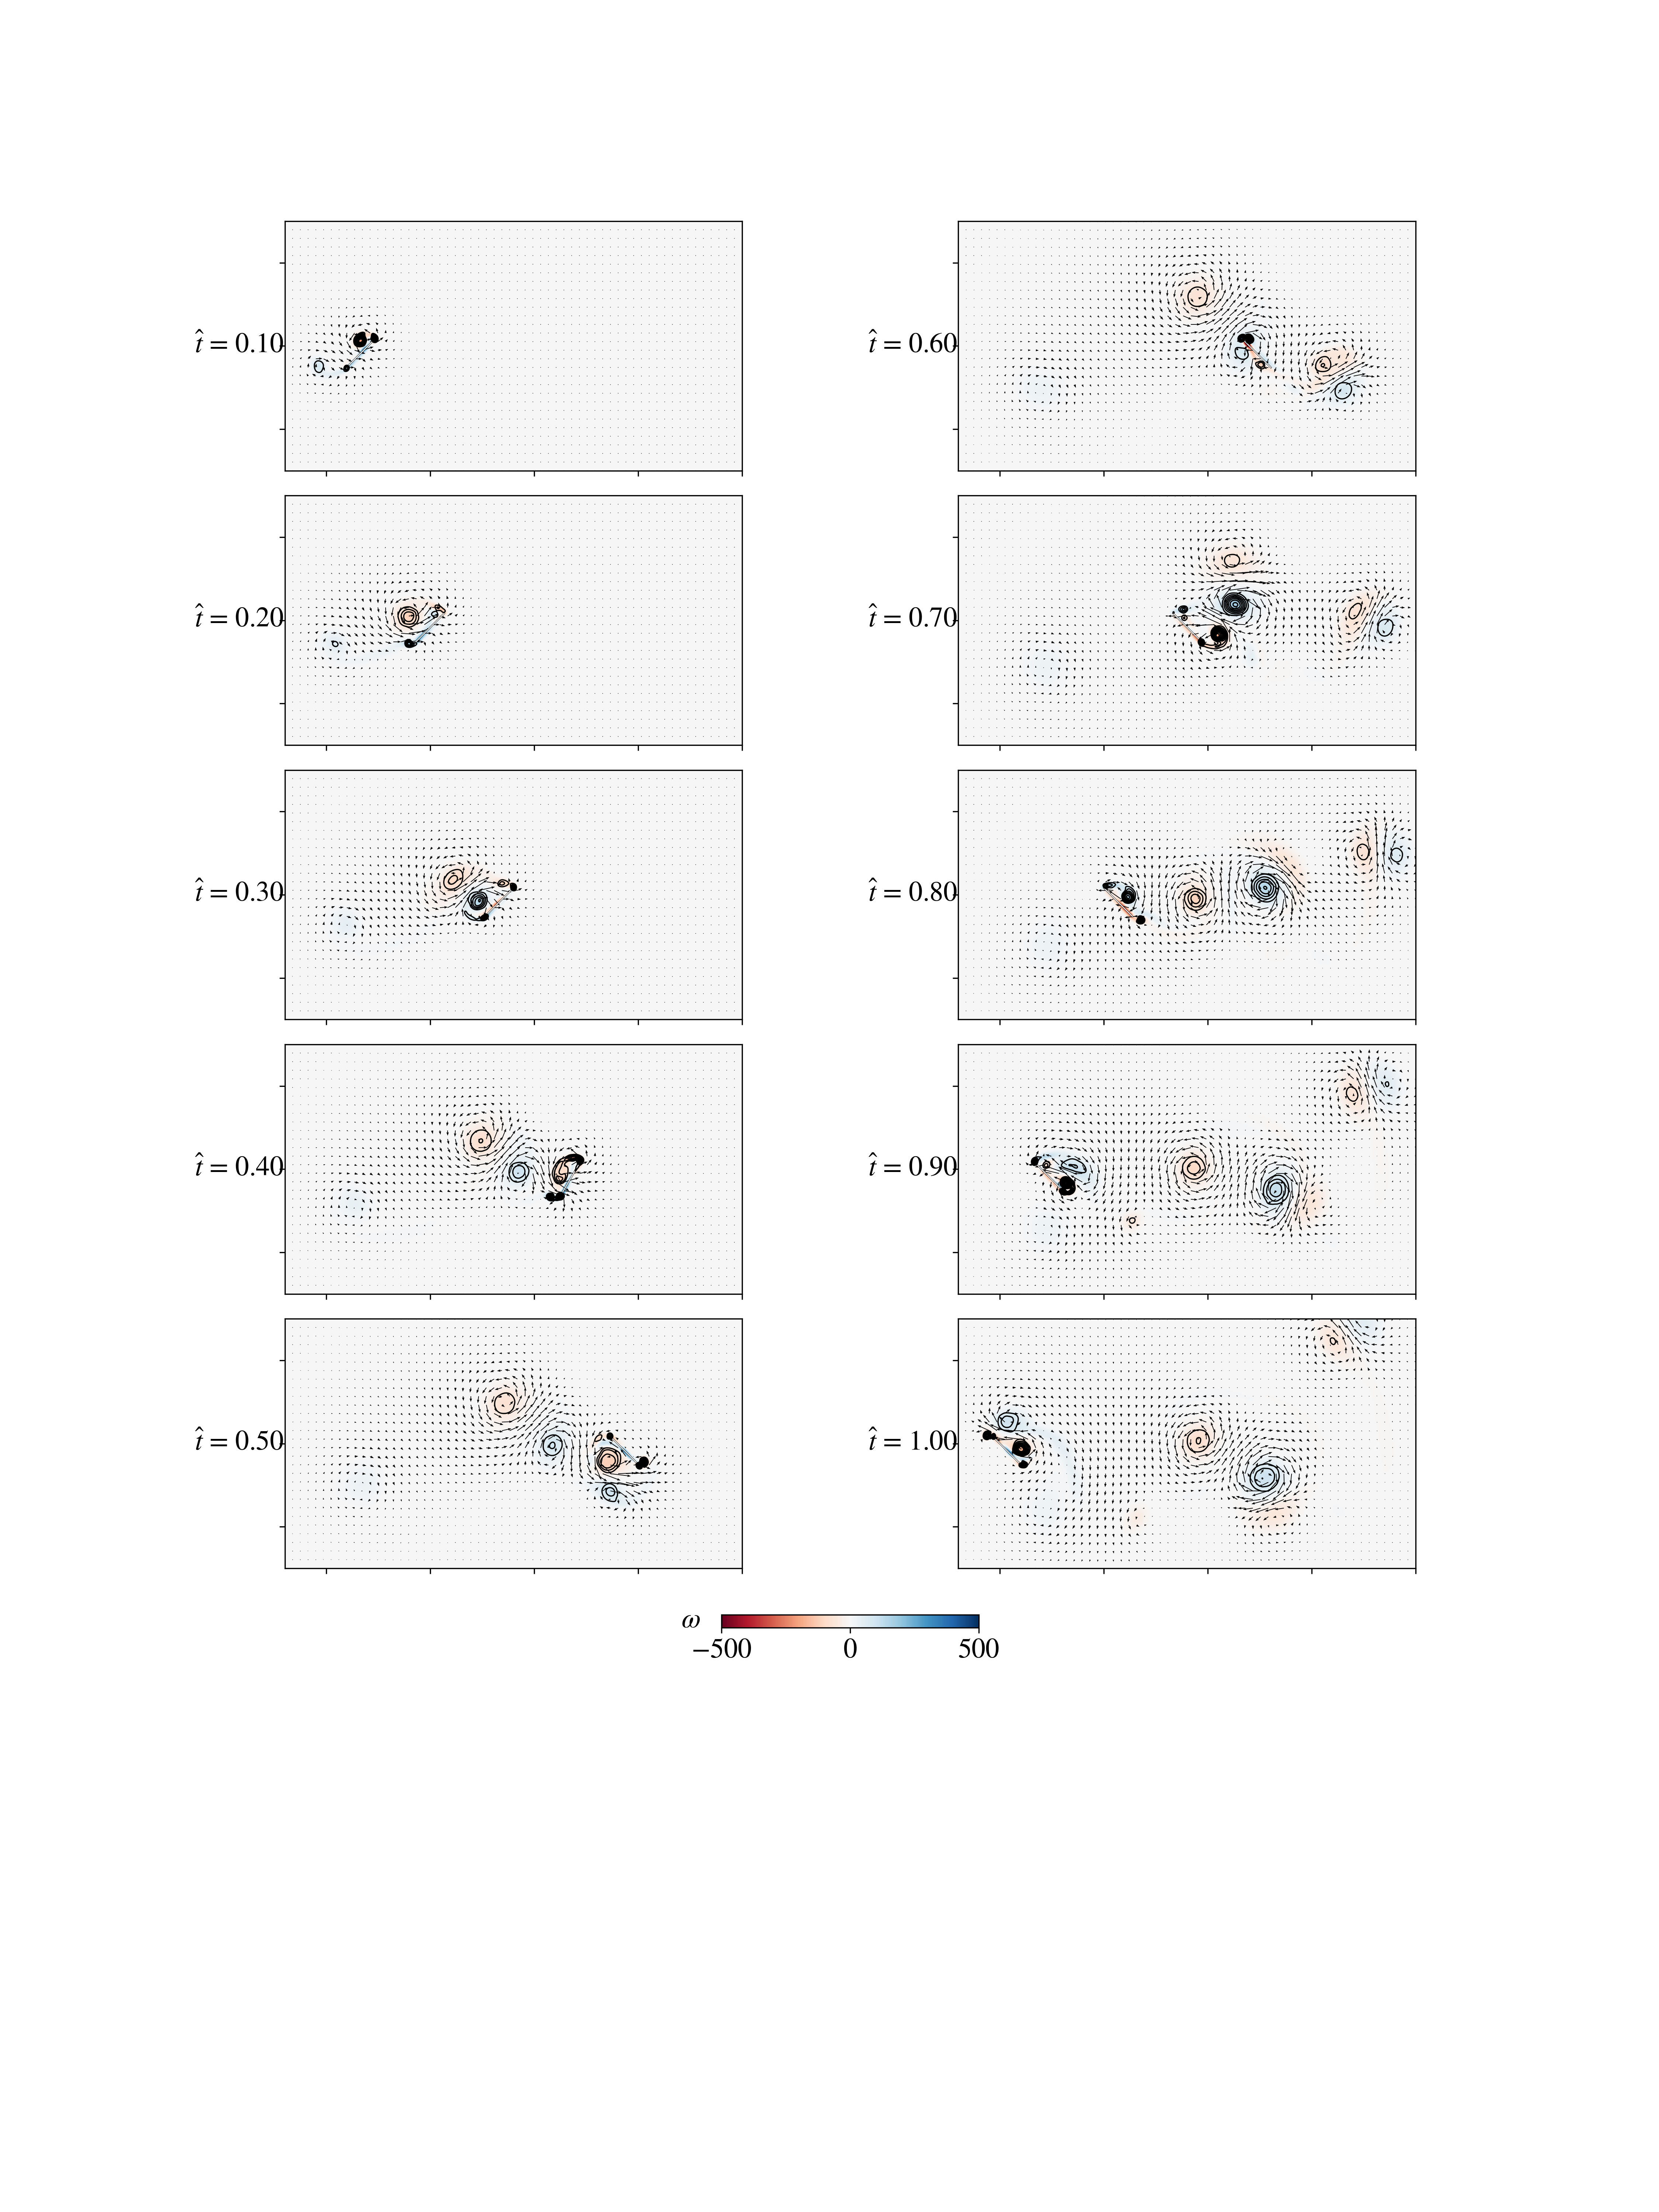 t̂ = 0.10
t̂ = 0.60
t̂ = 0.20
t̂ = 0.70
t̂ = 0.30
t̂ = 0.80
t̂ = 0.40
t̂ = 0.90
t̂ = 0.50
t̂ = 1.00
ω
−500 0 500